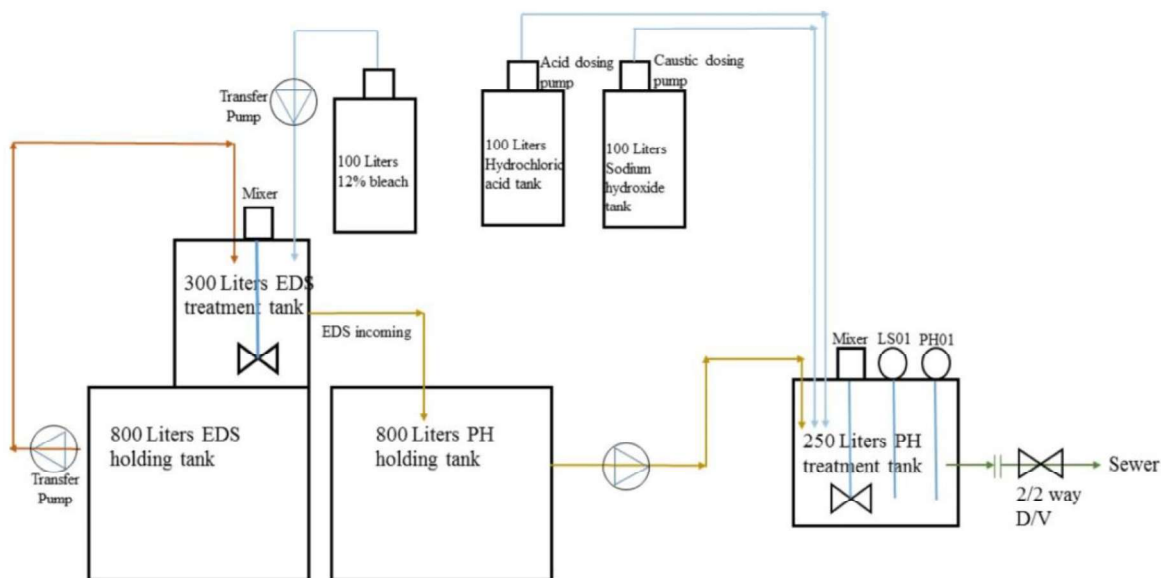 Acid dosing
pump
Caustic dosing
pump
Transfer
Pump
100 Liters
12% bleach
100 Liters
Hydrochloric
acid tank
100 Liters
Sodium
hydroxide
tank
Mixer
300 Liters EDS
treatment tank
EDS incoming
Mixer
LS01
PH01
800 Liters EDS
holding tank
800 Liters PH
holding tank
250 Liters PH
treatment tank
Transfer
Pump
Sewer
2/2 way
D/V